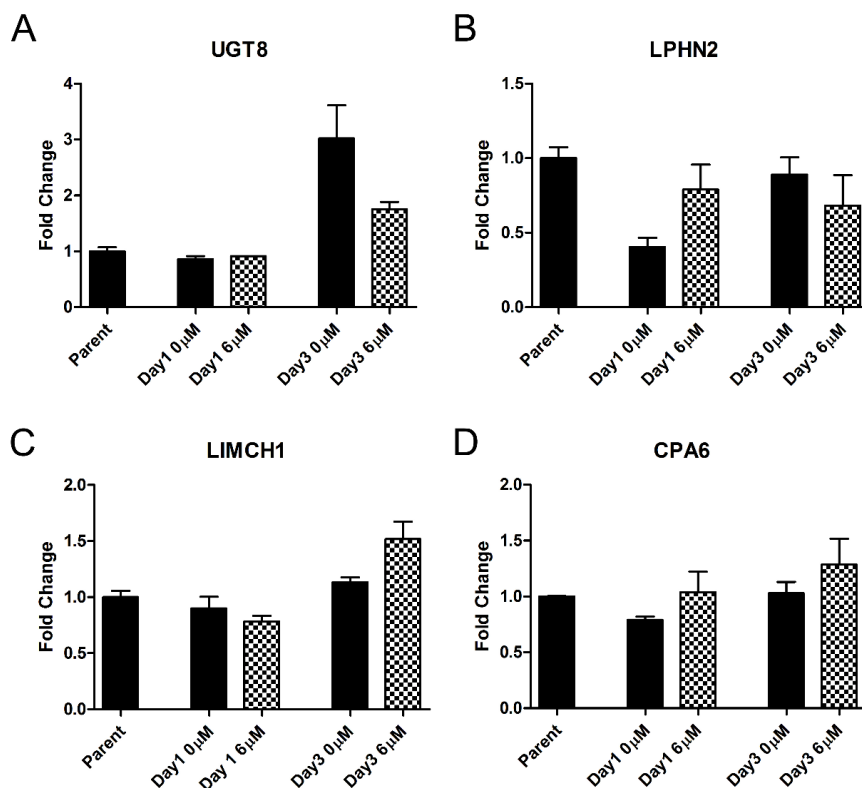 A
UGT8
Fold Change
4
3
2
1
0
Parent
Day1 0μM
Day1 6μM
Day3 0μM
Day3 6μM
B
LPHN2
Fold Change
1.5
1.0
0.5
0.0
Parent
Day1 0μM
Day1 6μM
Day3 0μM
Day3 6μM
C
LIMCH1
Fold Change
2.0
1.5
1.0
0.5
0.0
Parent
Day1 0μM
Day 1 6μM
Day3 0μM
Day3 6μM
D
CPA6
Fold Change
2.0
1.5
1.0
0.5
0.0
Parent
Day1 0μM
Day1 6μM
Day3 0μM
Day3 6μM